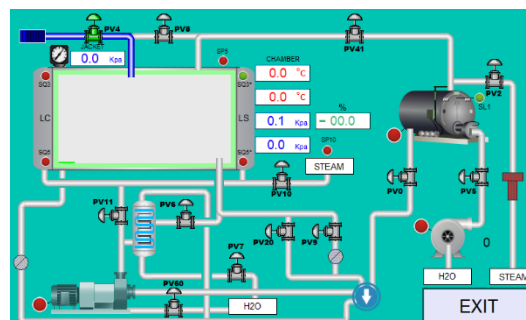 PV4
PV8
PV41
JACKET
0.0 Kpa
SP5
CHAMBER
0.0 °C
0.0 °C
0.1 Kpa
0.0 Kpa
%
- 00.0
SQ3
SQ3*
LC
LS
SQ5
SQ5*
SP10
STEAM
PV2
SL1
PV10
PV0
PV5
PV11
PV6
PV20
PV9
PV7
PV60
H2O
0
H2O
STEAM
EXIT